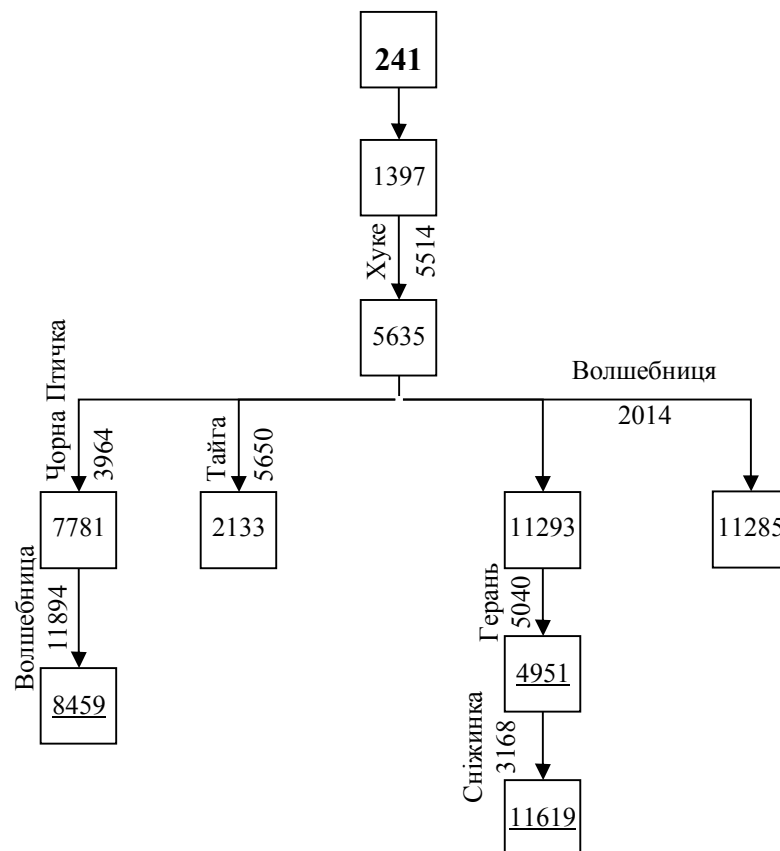 241
1397
Хуке
5514
5635
Волшебниця
2014
Чорна Птичка
3964
Тайга
5650
7781
2133
11293
11285
Волшебница
11894
Герань
5040
8459
4951
Сніжинка
3168
11619